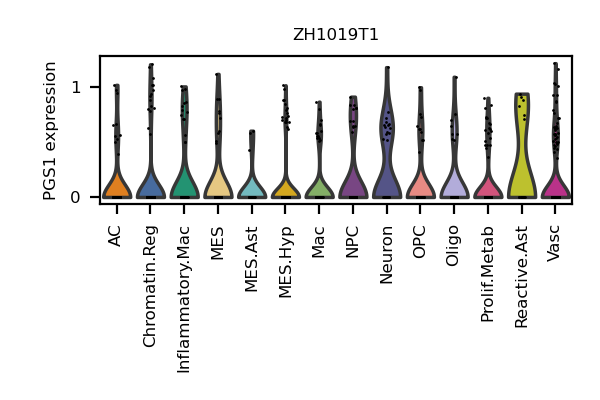 ZH1019T1
PGS1 expression
1
0
AC
Chromatin.Reg
Inflammatory.Mac
MES
MES.Ast
MES.Hyp
Mac
NPC
Neuron
OPC
Oligo
Prolif.Metab
Reactive.Ast
Vasc